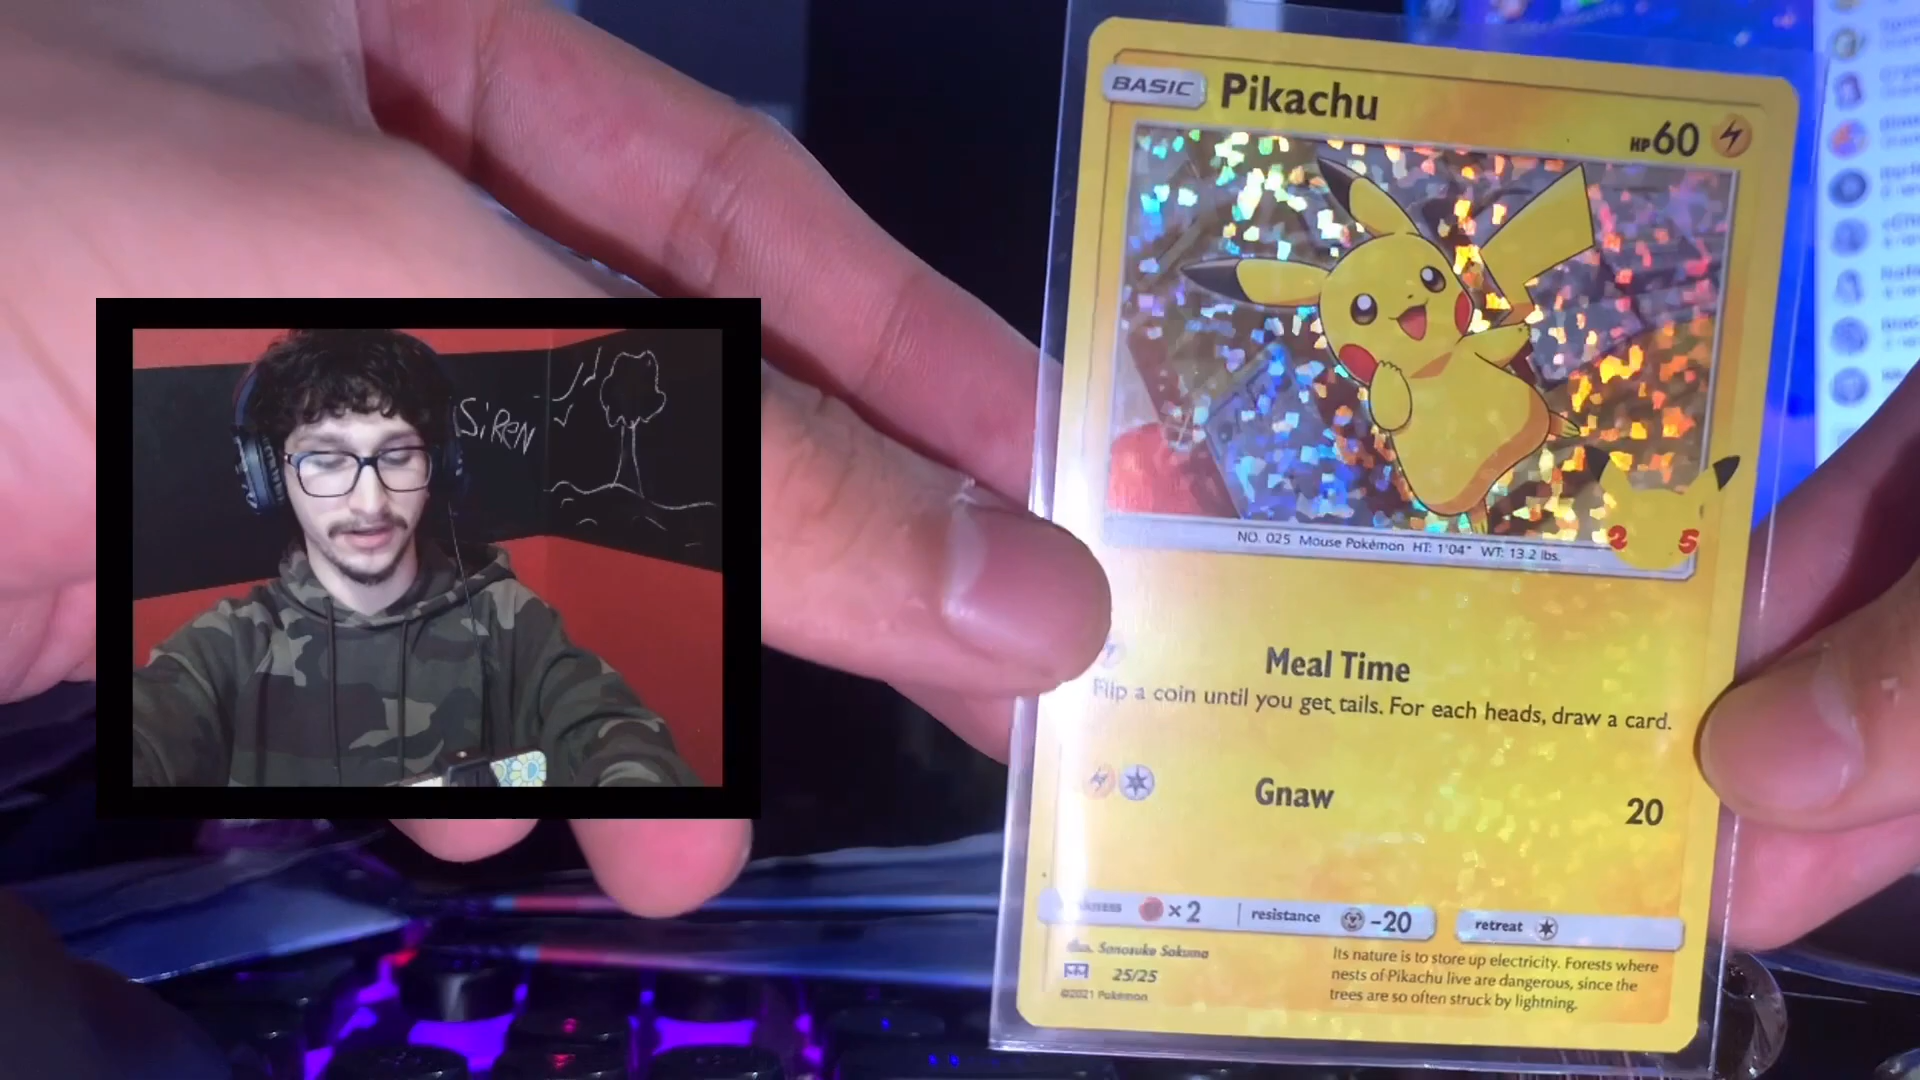 BASIC Pikachu
HP 60
SiREN
NO. 025 Mouse Pokémon HT: 1'04" WT: 13.2 lbs.
2 5
Meal Time
Flip a coin until you get tails. For each heads, draw a card.
Gnaw 20
× 2 resistance -20 retreat
illus. Sonosuke Sakuma
25/25
©2021 Pokémon
Its nature is to store up electricity. Forests where
nests of Pikachu live are dangerous, since the
trees are so often struck by lightning.